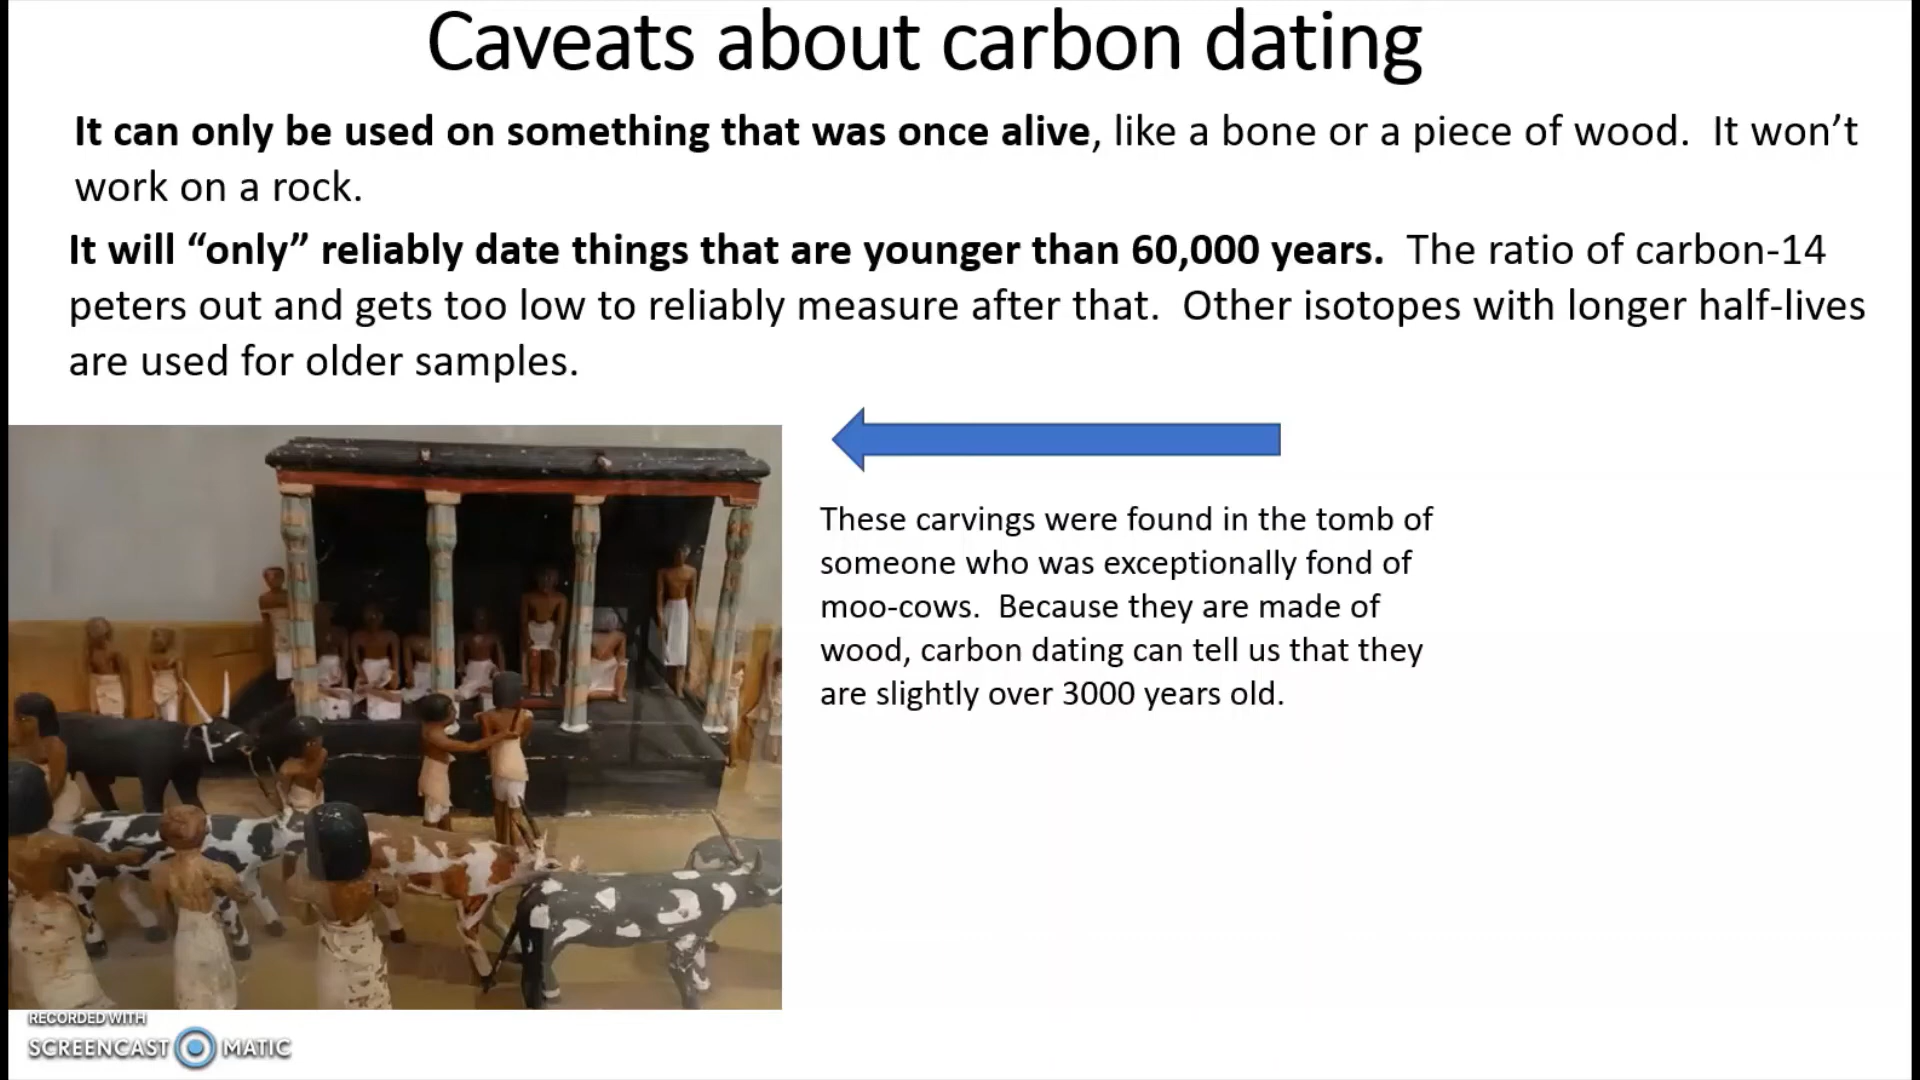 Caveats about carbon dating
It can only be used on something that was once alive, like a bone or a piece of wood.  It won’t
work on a rock.
It will “only” reliably date things that are younger than 60,000 years.  The ratio of carbon-14
peters out and gets too low to reliably measure after that.  Other isotopes with longer half-lives
are used for older samples.
These carvings were found in the tomb of
someone who was exceptionally fond of
moo-cows.  Because they are made of
wood, carbon dating can tell us that they
are slightly over 3000 years old.
RECORDED WITH
SCREENCAST MATIC